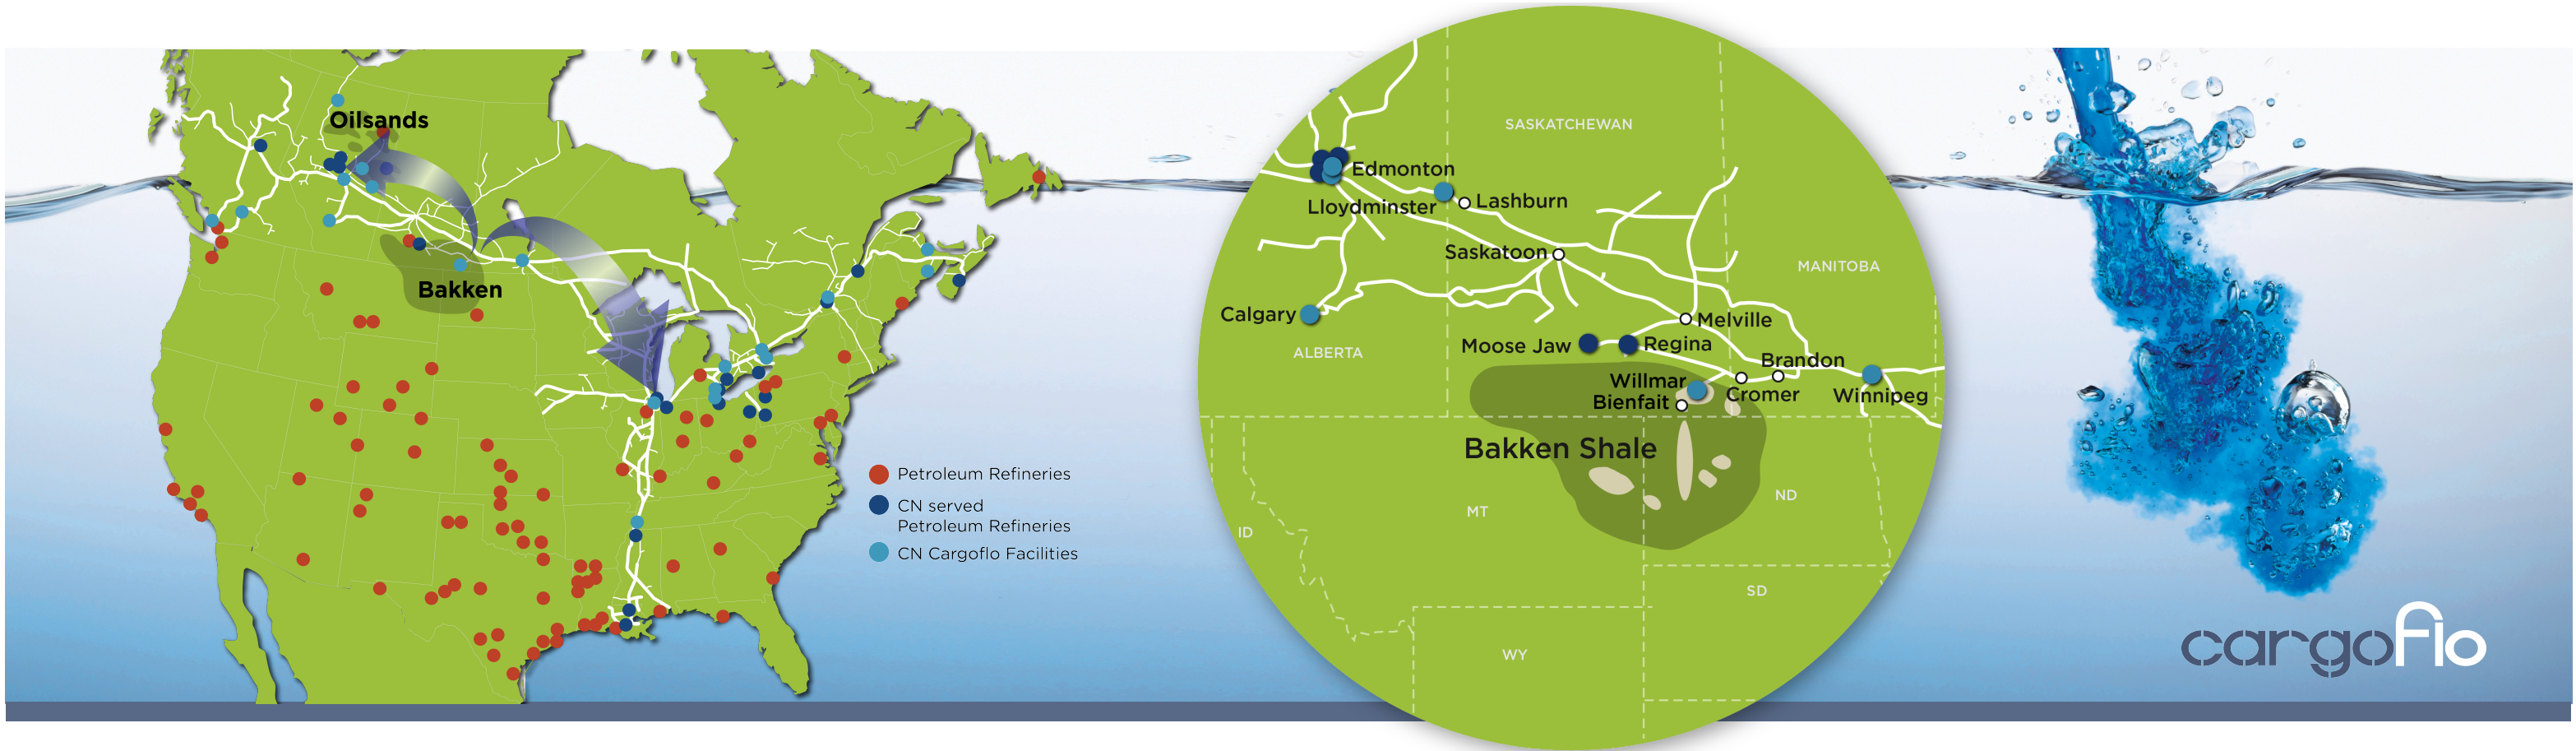 Oilsands
Bakken
Petroleum Refineries
CN served
Petroleum Refineries
CN Cargoflo Facilities
SASKATCHEWAN
Edmonton
Lloydminster
Lashburn
Saskatoon
MANITOBA
Calgary
ALBERTA
Melville
Moose Jaw
Regina
Brandon
Willmar
Bienfait
Cromer
Winnipeg
Bakken Shale
MT
ND
ID
SD
WY
cargoflo